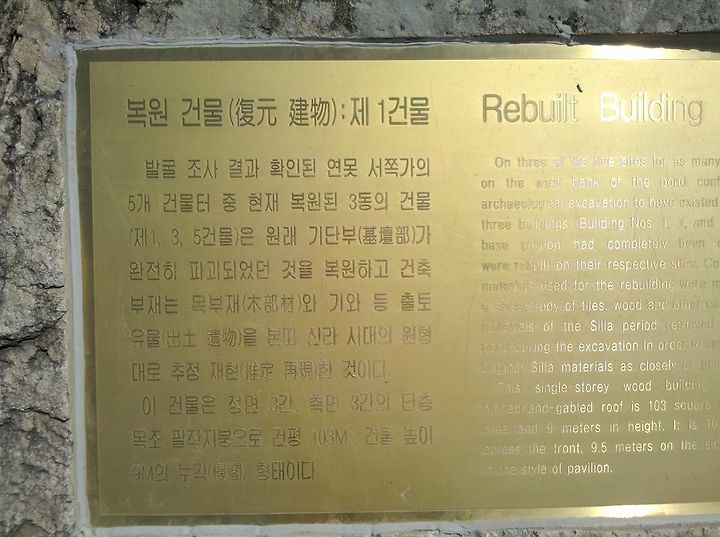 복원 건물(復元 建物):제 1건물
발굴 조사 결과 확인된 연못 서쪽가의
5개 건물터 중 현재 복원된 3동의 건물
(제1, 3, 5건물)은 원래 기단부(基壇部)가
완전히 파괴되었던 것을 복원하고 건축
부재는 목부재(木部材)와 기와 등 출토
유물(出土 遺物)을 본따 신라 시대의 원형
대로 추정 재현(推定 再現)한 것이다.
이 건물은 정면 3간, 측면 3간의 단층
목조 팔작지붕으로 건평 103M², 건물 높이
9M의 누각(樓閣) 형태이다
Rebuilt Building
On three of the five sites for as many
on the west bank of the pond conf
archaeological excavation to have existed
three buildings (Building Nos. 1, 3, and
base portion had completely been
were rebuilt on their respective sites. Co
materials used for the rebuilding were m
a case study of tiles, wood and other co
materials of the Silla period retrieved
during the excavation in order to
original Silla materials as closely as po
This single-storey wood building
hipped-and-gabled roof is 103 square
area and 9 meters in height. It is 10
across the front, 9.5 meters on the si
in the style of pavilion.